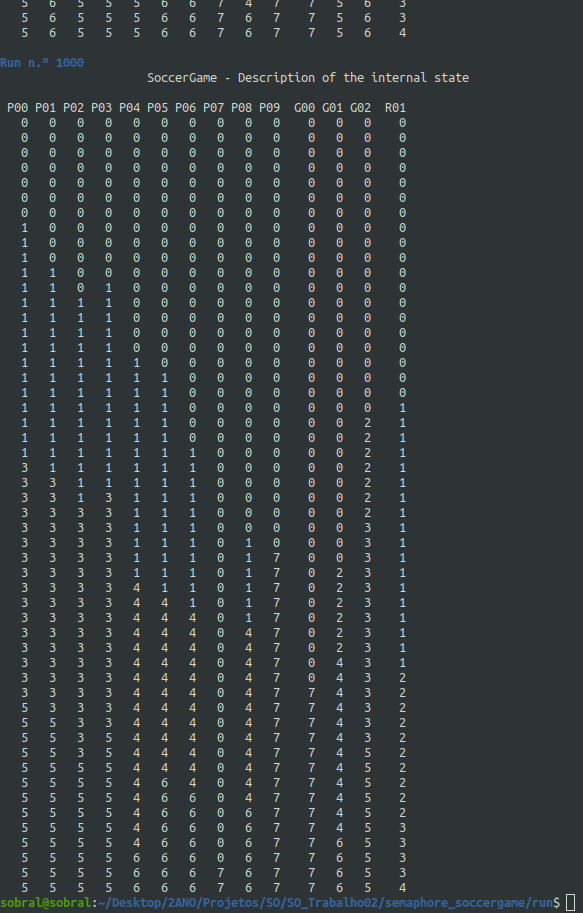 5 6 5 5 5 6 6 7 4 7 7 5 6 3
5 6 5 5 5 6 6 7 6 7 7 5 6 3
5 6 5 5 5 6 6 7 6 7 7 5 6 4
Run n.º 1000
SoccerGame - Description of the internal state
P00 P01 P02 P03 P04 P05 P06 P07 P08 P09 G00 G01 G02 R01
0 0 0 0 0 0 0 0 0 0 0 0 0 0
0 0 0 0 0 0 0 0 0 0 0 0 0 0
0 0 0 0 0 0 0 0 0 0 0 0 0 0
0 0 0 0 0 0 0 0 0 0 0 0 0 0
0 0 0 0 0 0 0 0 0 0 0 0 0 0
0 0 0 0 0 0 0 0 0 0 0 0 0 0
0 0 0 0 0 0 0 0 0 0 0 0 0 0
1 0 0 0 0 0 0 0 0 0 0 0 0 0
1 0 0 0 0 0 0 0 0 0 0 0 0 0
1 0 0 0 0 0 0 0 0 0 0 0 0 0
1 1 0 0 0 0 0 0 0 0 0 0 0 0
1 1 0 1 0 0 0 0 0 0 0 0 0 0
1 1 1 1 0 0 0 0 0 0 0 0 0 0
1 1 1 1 0 0 0 0 0 0 0 0 0 0
1 1 1 1 0 0 0 0 0 0 0 0 0 0
1 1 1 1 0 0 0 0 0 0 0 0 0 0
1 1 1 1 1 0 0 0 0 0 0 0 0 0
1 1 1 1 1 1 0 0 0 0 0 0 0 0
1 1 1 1 1 1 0 0 0 0 0 0 0 0
1 1 1 1 1 1 0 0 0 0 0 0 0 1
1 1 1 1 1 1 0 0 0 0 0 0 2 1
1 1 1 1 1 1 0 0 0 0 0 0 2 1
1 1 1 1 1 1 1 0 0 0 0 0 2 1
3 1 1 1 1 1 1 0 0 0 0 0 2 1
3 3 1 1 1 1 1 0 0 0 0 0 2 1
3 3 1 3 1 1 1 0 0 0 0 0 2 1
3 3 3 3 1 1 1 0 0 0 0 0 2 1
3 3 3 3 1 1 1 0 0 0 0 0 3 1
3 3 3 3 1 1 1 0 1 0 0 0 3 1
3 3 3 3 1 1 1 0 1 7 0 0 3 1
3 3 3 3 1 1 1 0 1 7 0 2 3 1
3 3 3 3 4 1 1 0 1 7 0 2 3 1
3 3 3 3 4 4 1 0 1 7 0 2 3 1
3 3 3 3 4 4 4 0 1 7 0 2 3 1
3 3 3 3 4 4 4 0 4 7 0 2 3 1
3 3 3 3 4 4 4 0 4 7 0 2 3 1
3 3 3 3 4 4 4 0 4 7 0 4 3 1
3 3 3 3 4 4 4 0 4 7 0 4 3 2
3 3 3 3 4 4 4 0 4 7 7 4 3 2
5 3 3 3 4 4 4 0 4 7 7 4 3 2
5 5 3 3 4 4 4 0 4 7 7 4 3 2
5 5 3 5 4 4 4 0 4 7 7 4 3 2
5 5 3 5 4 4 4 0 4 7 7 4 5 2
5 5 5 5 4 4 4 0 4 7 7 4 5 2
5 5 5 5 4 6 4 0 4 7 7 4 5 2
5 5 5 5 4 6 6 0 4 7 7 4 5 2
5 5 5 5 4 6 6 0 6 7 7 4 5 2
5 5 5 5 4 6 6 0 6 7 7 4 5 3
5 5 5 5 4 6 6 0 6 7 7 6 5 3
5 5 5 5 6 6 6 0 6 7 7 6 5 3
5 5 5 5 6 6 6 7 6 7 7 6 5 3
5 5 5 5 6 6 6 7 6 7 7 6 5 4
sobral@sobral:~/Desktop/2ANO/Projetos/SO/SO_Trabalho02/semaphore_soccergame/run$